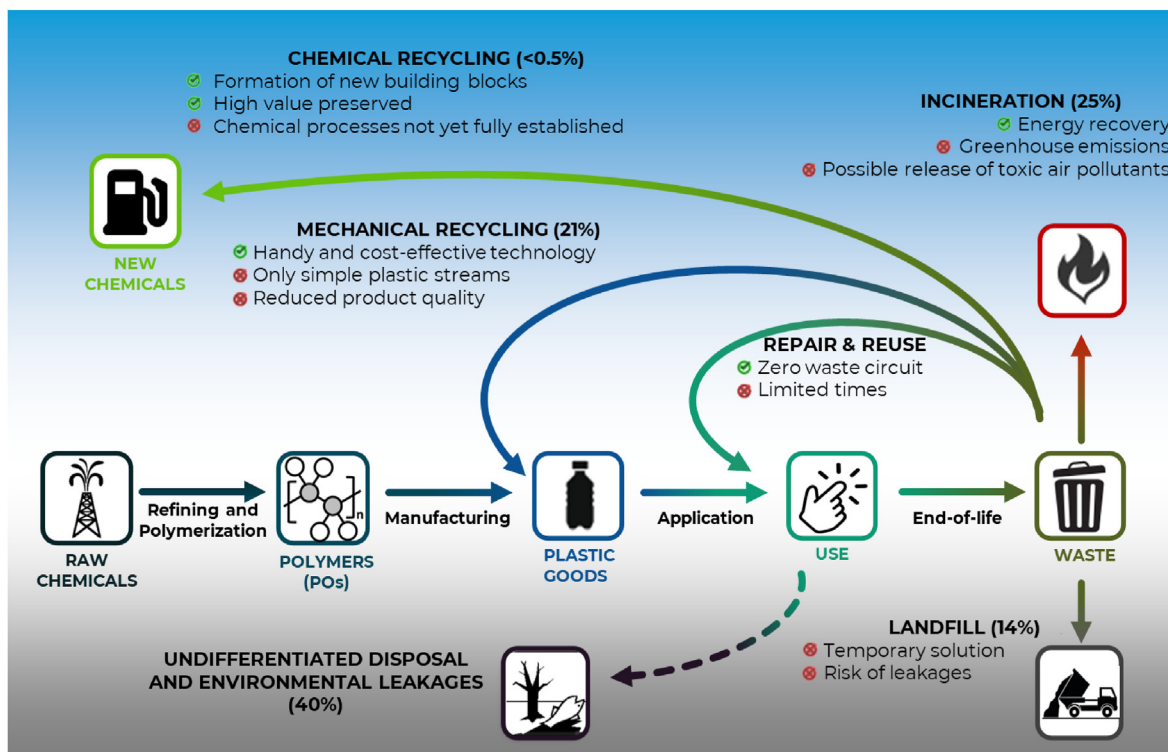 CHEMICAL RECYCLING (<0.5%)
Formation of new building blocks
High value preserved
Chemical processes not yet fully established
INCINERATION (25%)
Energy recovery
Greenhouse emissions
Possible release of toxic air pollutants
NEW
CHEMICALS
MECHANICAL RECYCLING (21%)
Handy and cost-effective technology
Only simple plastic streams
Reduced product quality
REPAIR & REUSE
Zero waste circuit
Limited times
RAW
CHEMICALS
Refining and
Polymerization
n
POLYMERS
(POs)
Manufacturing
PLASTIC
GOODS
Application
USE
End-of-life
WASTE
UNDIFFERENTIATED DISPOSAL
AND ENVIRONMENTAL LEAKAGES
(40%)
LANDFILL (14%)
Temporary solution
Risk of leakages